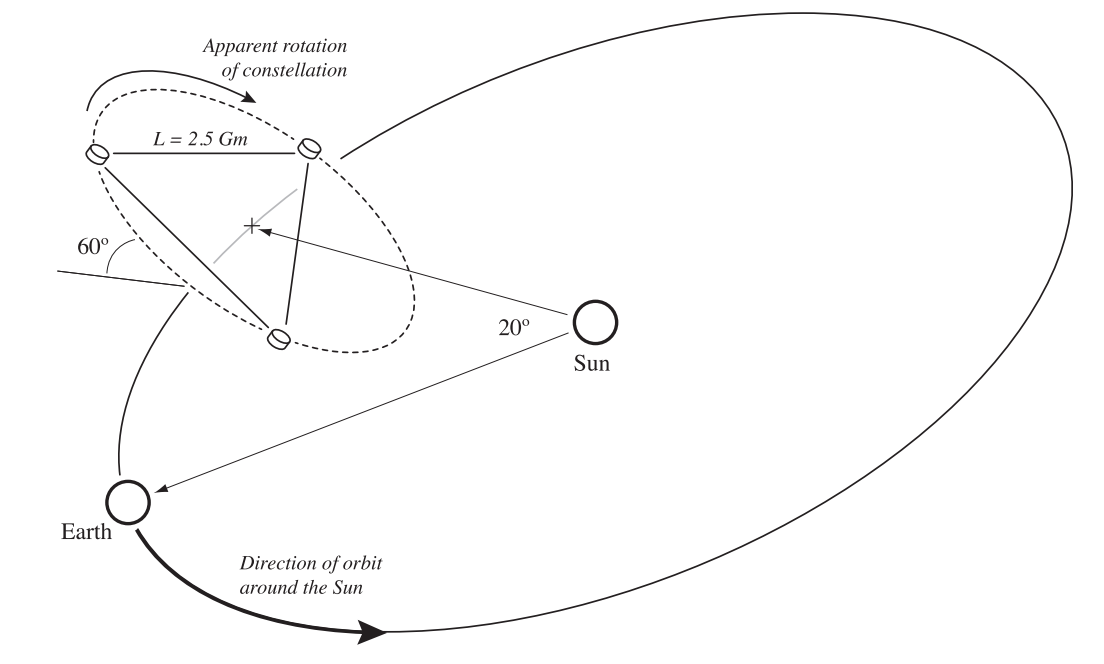 Apparent rotation
of constellation
L = 2.5 Gm
60º
20º
Sun
Earth
Direction of orbit
around the Sun